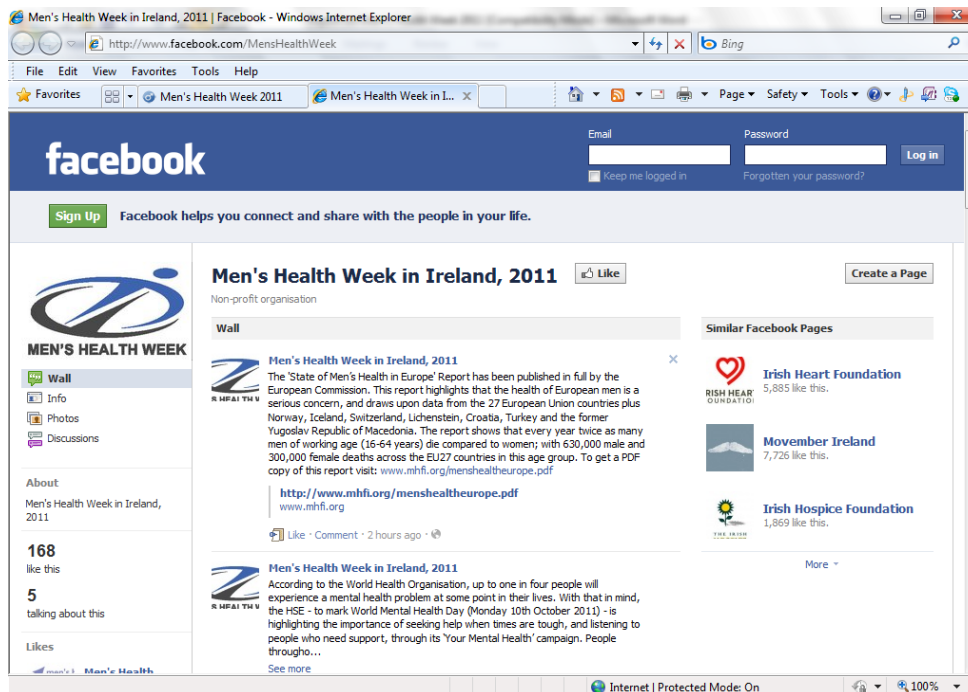 Men's Health Week in Ireland, 2011 | Facebook - Windows Internet Explorer
http://www.facebook.com/MensHealthWeek
Bing
File Edit View Favorites Tools Help
Favorites
Men's Health Week 2011
Men's Health Week in I...
Page Safety Tools
facebook
Email
Password
Log in
Keep me logged in
Forgotten your password?
Sign Up
Facebook helps you connect and share with the people in your life.
MEN'S HEALTH WEEK
Wall
Info
Photos
Discussions
About
Men's Health Week in Ireland,
2011
168
like this
5
talking about this
Likes
Men's Health
Men's Health Week in Ireland, 2011
Like
Create a Page
Non-profit organisation
Wall
S HEALTH W
Men's Health Week in Ireland, 2011
The 'State of Men's Health in Europe' Report has been published in full by the
European Commission. This report highlights that the health of European men is a
serious concern, and draws upon data from the 27 European Union countries plus
Norway, Iceland, Switzerland, Lichenstein, Croatia, Turkey and the former
Yugoslav Republic of Macedonia. The report shows that every year twice as many
men of working age (16-64 years) die compared to women; with 630,000 male and
300,000 female deaths across the EU27 countries in this age group. To get a PDF
copy of this report visit: www.mhfi.org/menshealtheurope.pdf
http://www.mhfi.org/menshealtheurope.pdf
www.mhfi.org
Like · Comment · 2 hours ago ·
S HEALTH W
Men's Health Week in Ireland, 2011
According to the World Health Organisation, up to one in four people will
experience a mental health problem at some point in their lives. With that in mind,
the HSE - to mark World Mental Health Day (Monday 10th October 2011) - is
highlighting the importance of seeking help when times are tough, and listening to
people who need support, through its 'Your Mental Health' campaign. People
througho...
See more
Similar Facebook Pages
RISH HEAR
OUNDATIO
Irish Heart Foundation
5,885 like this.
Movember Ireland
7,726 like this.
THE IRISH
Irish Hospice Foundation
1,869 like this.
More
Internet | Protected Mode: On
100%